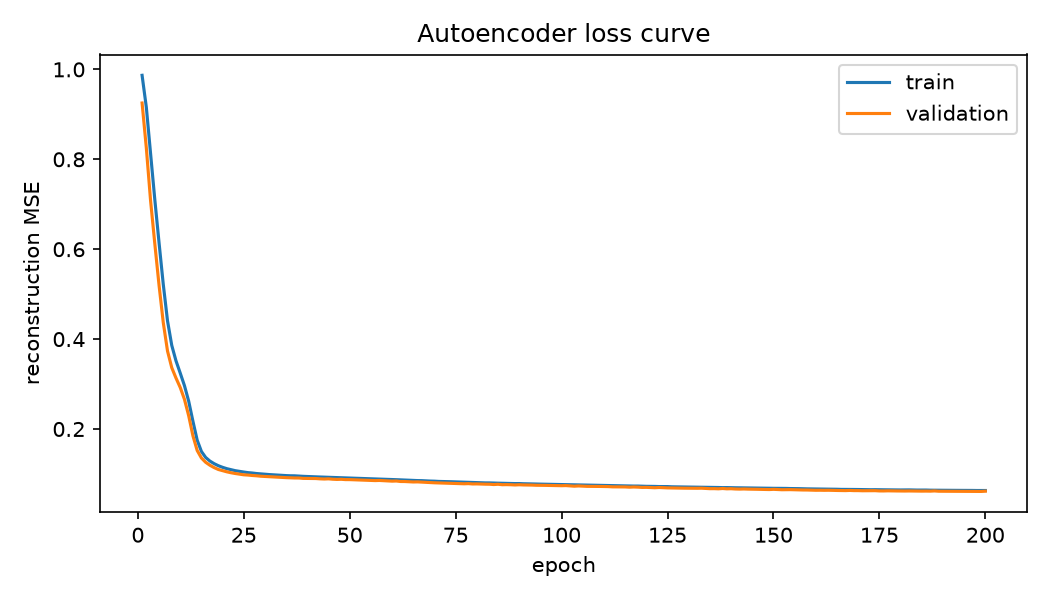 Autoencoder loss curve
train
validation
reconstruction MSE
1.0
0.8
0.6
0.4
0.2
0 25 50 75 100 125 150 175 200
epoch